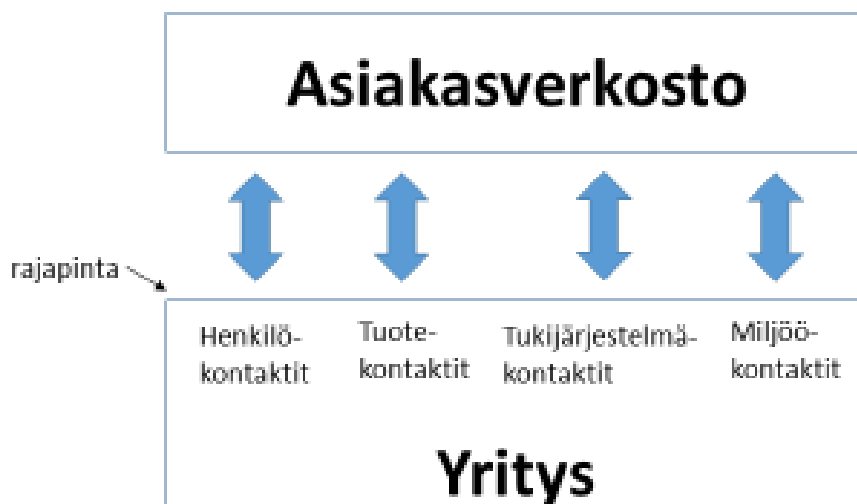 Asiakasverkosto
rajapinta
Henkilö-
kontaktit
Tuote-
kontaktit
Tukijärjestelmä-
kontaktit
Miljöö-
kontaktit
Yritys